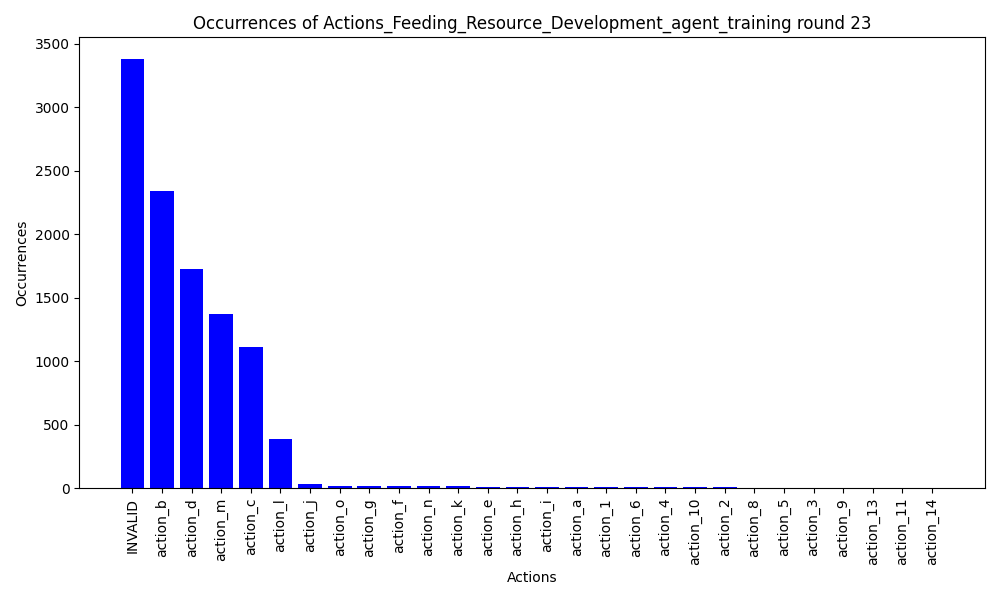 Occurrences of Actions_Feeding_Resource_Development_agent_training round 23
3500
3000
2500
2000
1500
1000
500
0
Occurrences
INVALID
action_b
action_d
action_m
action_c
action_l
action_j
action_o
action_g
action_f
action_n
action_k
action_e
action_h
action_i
action_a
action_1
action_6
action_4
action_10
action_2
action_8
action_5
action_3
action_9
action_13
action_11
action_14
Actions